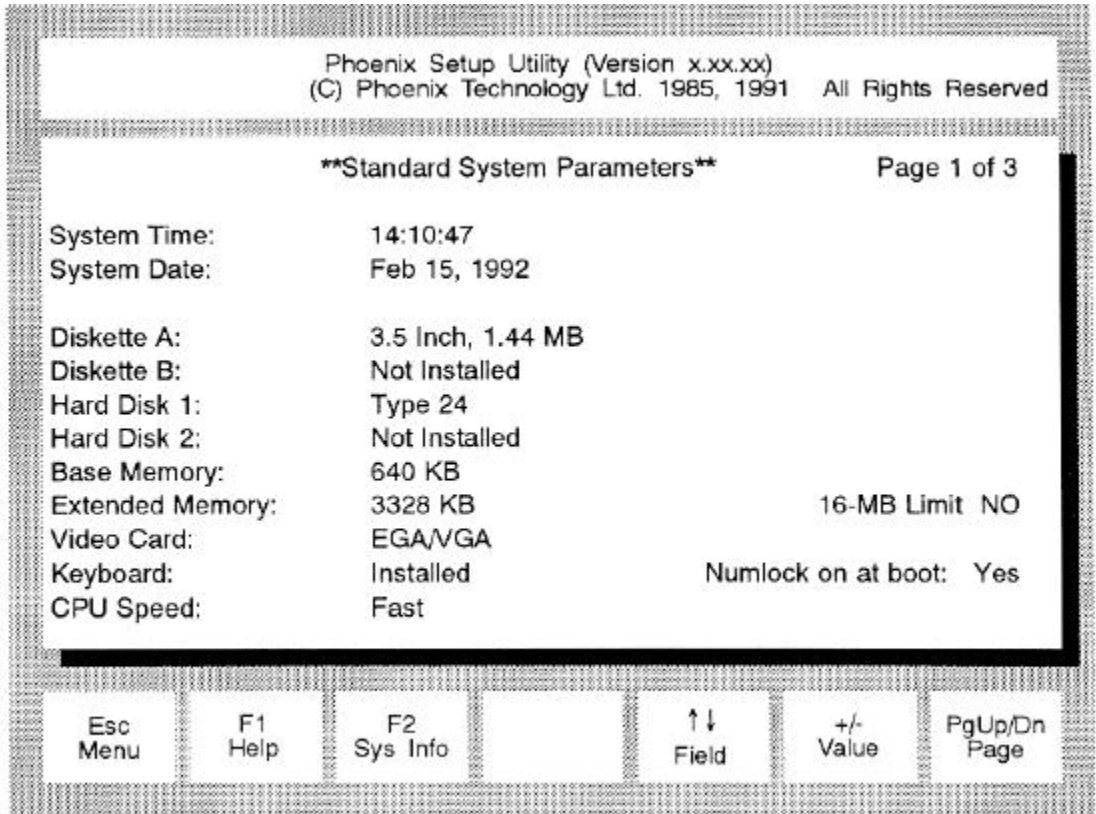 Phoenix Setup Utility (Version x.xx.xx)
(C) Phoenix Technology Ltd. 1985, 1991 All Rights Reserved
**Standard System Parameters** Page 1 of 3
System Time: 14:10:47
System Date: Feb 15, 1992
Diskette A: 3.5 Inch, 1.44 MB
Diskette B: Not Installed
Hard Disk 1: Type 24
Hard Disk 2: Not Installed
Base Memory: 640 KB
Extended Memory: 3328 KB 16-MB Limit NO
Video Card: EGA/VGA
Keyboard: Installed Numlock on at boot: Yes
CPU Speed: Fast
Esc
Menu
F1
Help
F2
Sys Info
↑↓
Field
+/-
Value
PgUp/Dn
Page